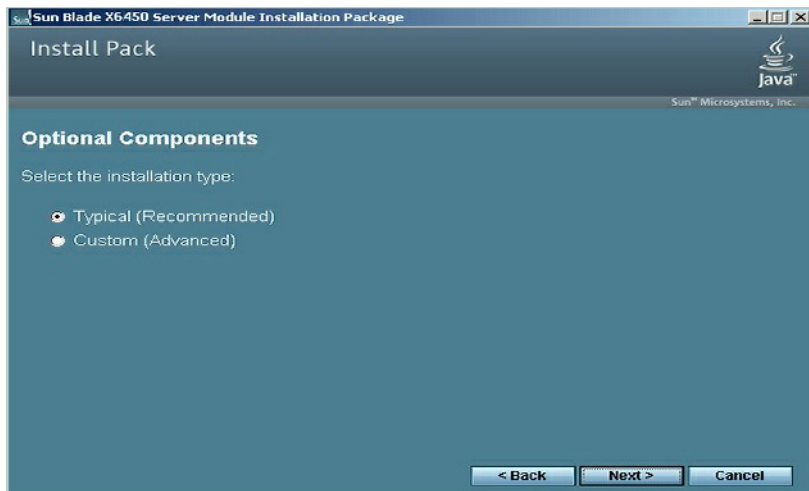 Sun Blade X6450 Server Module Installation Package
Install Pack
Java™
Sun™ Microsystems, Inc.
Optional Components
Select the installation type:
Typical (Recommended)
Custom (Advanced)
< Back Next > Cancel